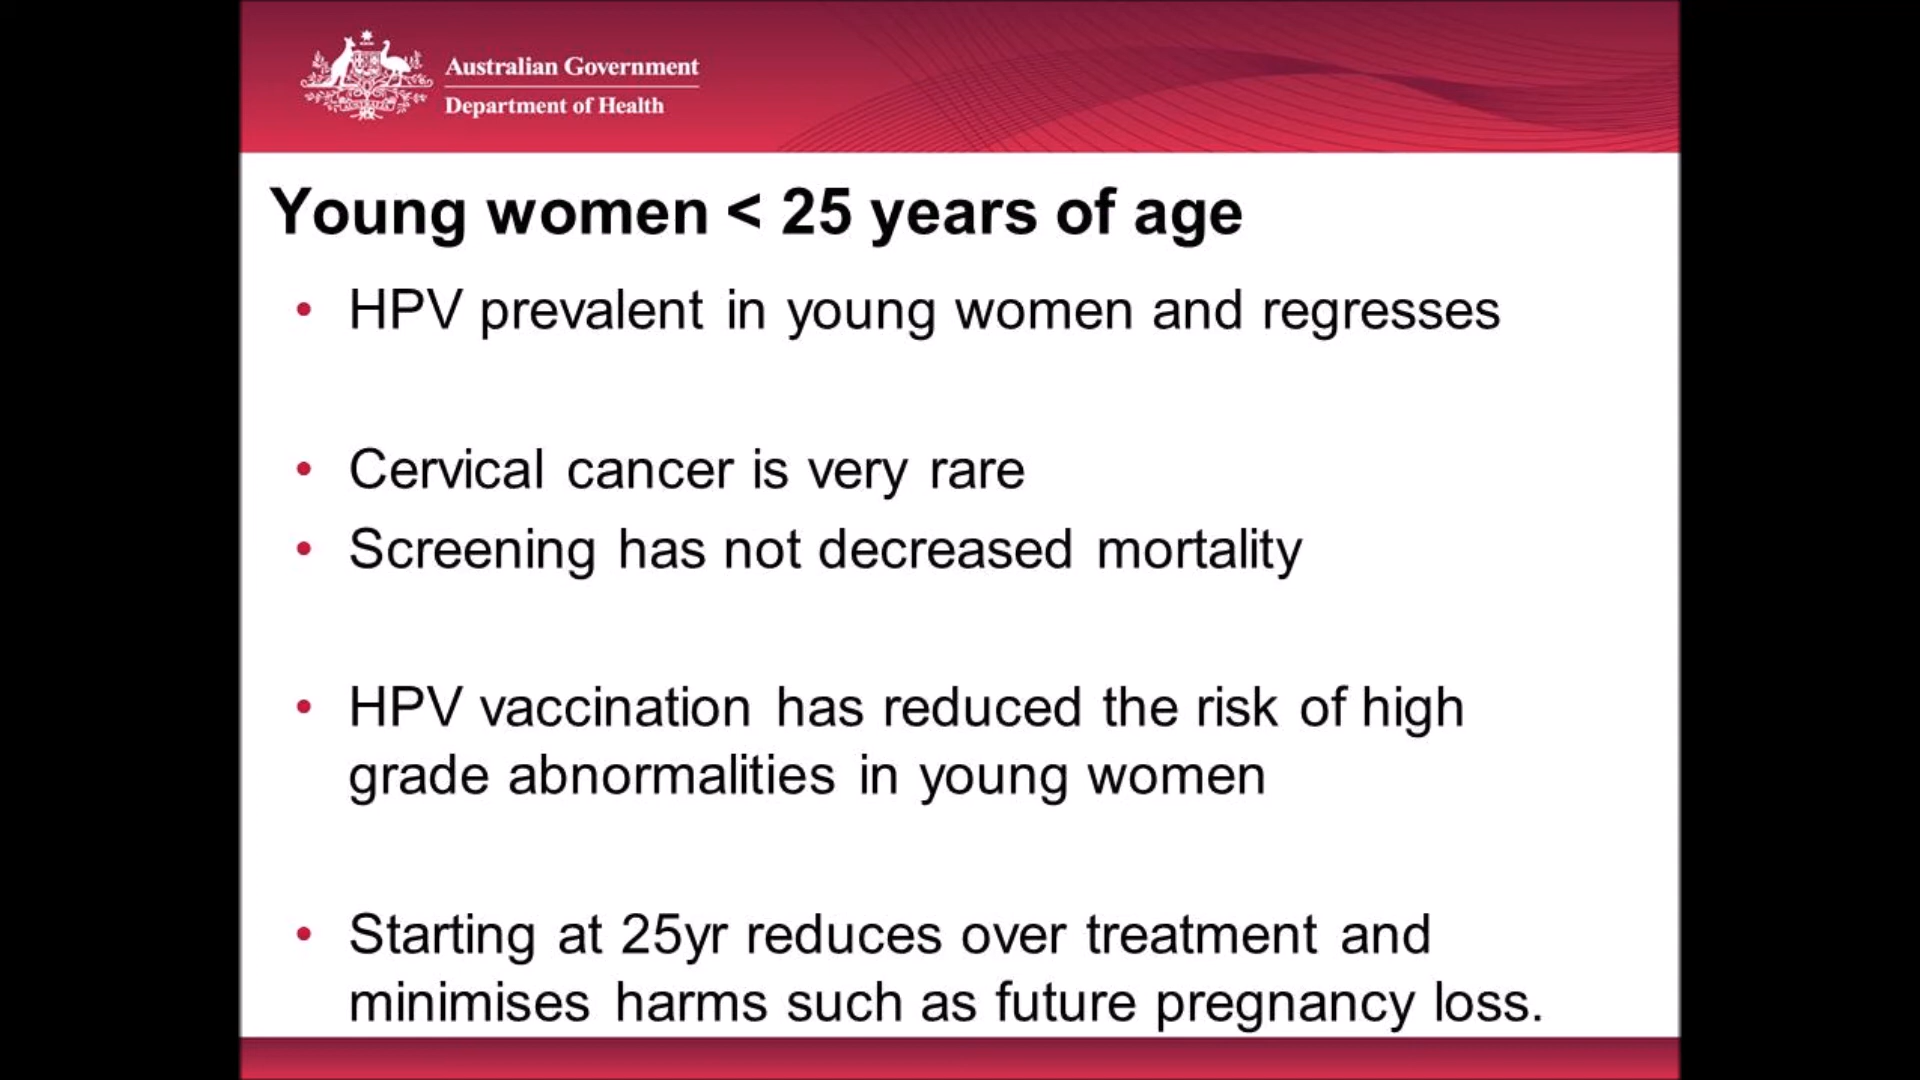 Australian Government
Department of Health
Young women < 25 years of age
• HPV prevalent in young women and regresses
• Cervical cancer is very rare
• Screening has not decreased mortality
• HPV vaccination has reduced the risk of high
grade abnormalities in young women
• Starting at 25yr reduces over treatment and
minimises harms such as future pregnancy loss.